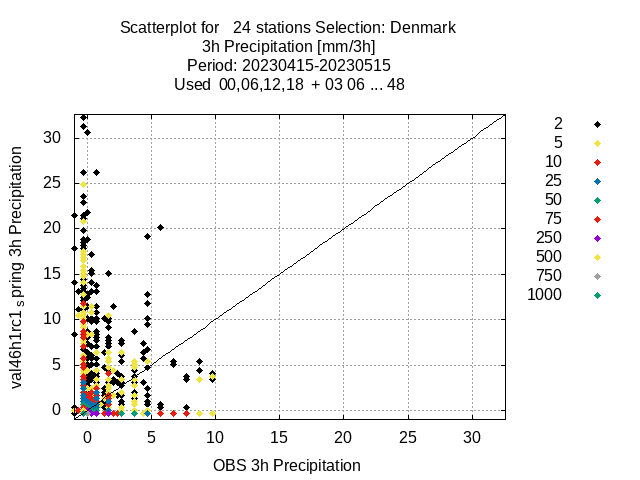 Scatterplot for 24 stations Selection: Denmark
3h Precipitation [mm/3h]
Period: 20230415-20230515
Used 00,06,12,18 + 03 06 ... 48
val46h1rc1 s pring 3h Precipitation
30
25
20
15
10
5
0
0 5 10 15 20 25 30
OBS 3h Precipitation
2
5
10
25
50
75
250
500
750
1000